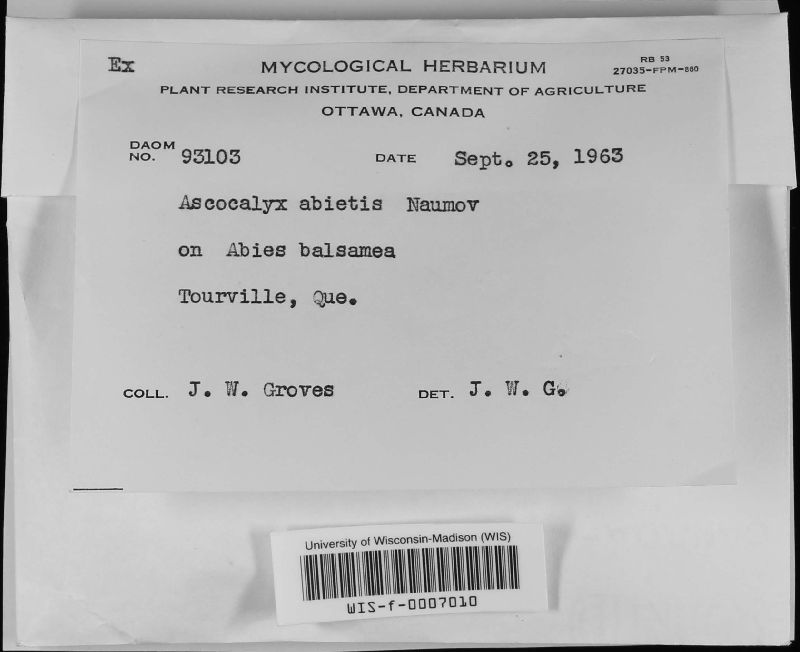 Ex MYCOLOGICAL HERBARIUM RB 53
27035-FPM-860
PLANT RESEARCH INSTITUTE, DEPARTMENT OF AGRICULTURE
OTTAWA, CANADA
DAOM
NO. 93103 DATE Sept. 25, 1963
Ascocalyx abietis Naumov
on Abies balsamea
Tourville, Que.
COLL. J. W. Groves DET. J. W. G.
University of Wisconsin-Madison (WIS)
WIS-f-0007010